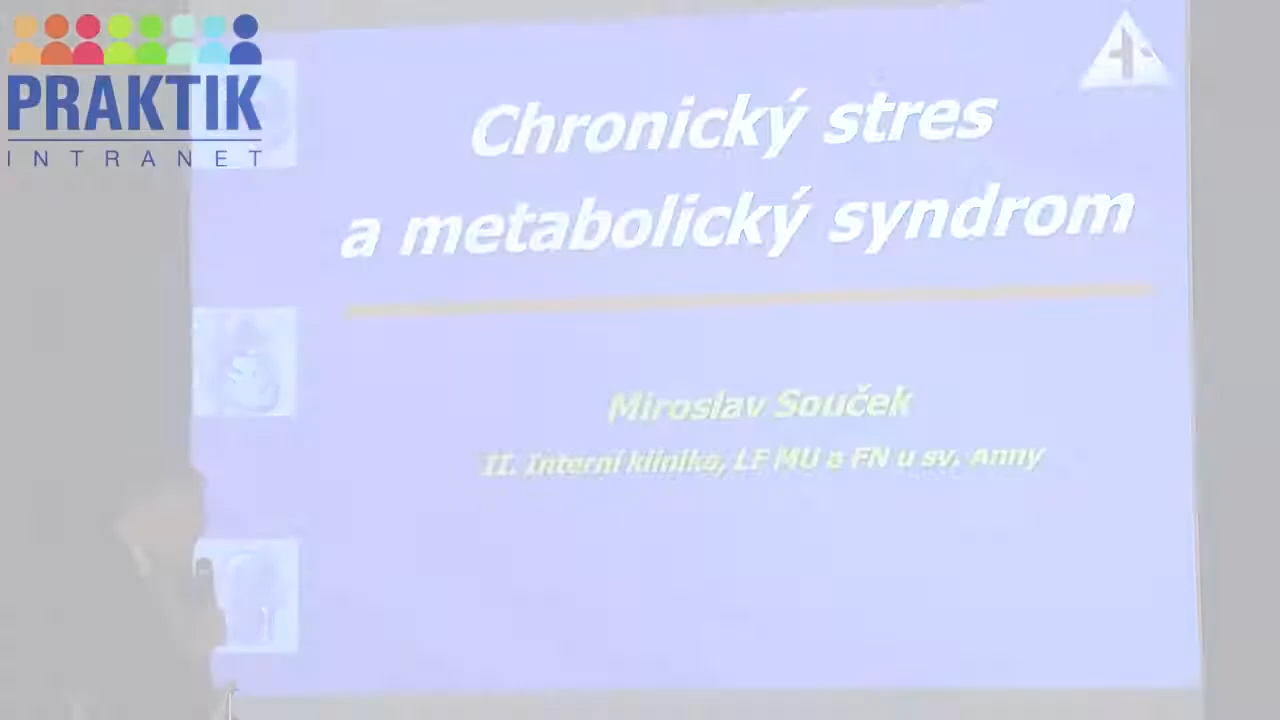 PRAKTIK
INTRANET
Chronický stres
a metabolický syndrom
Miroslav Souček
II. Interní klinika, LF MU a FN u sv. Anny